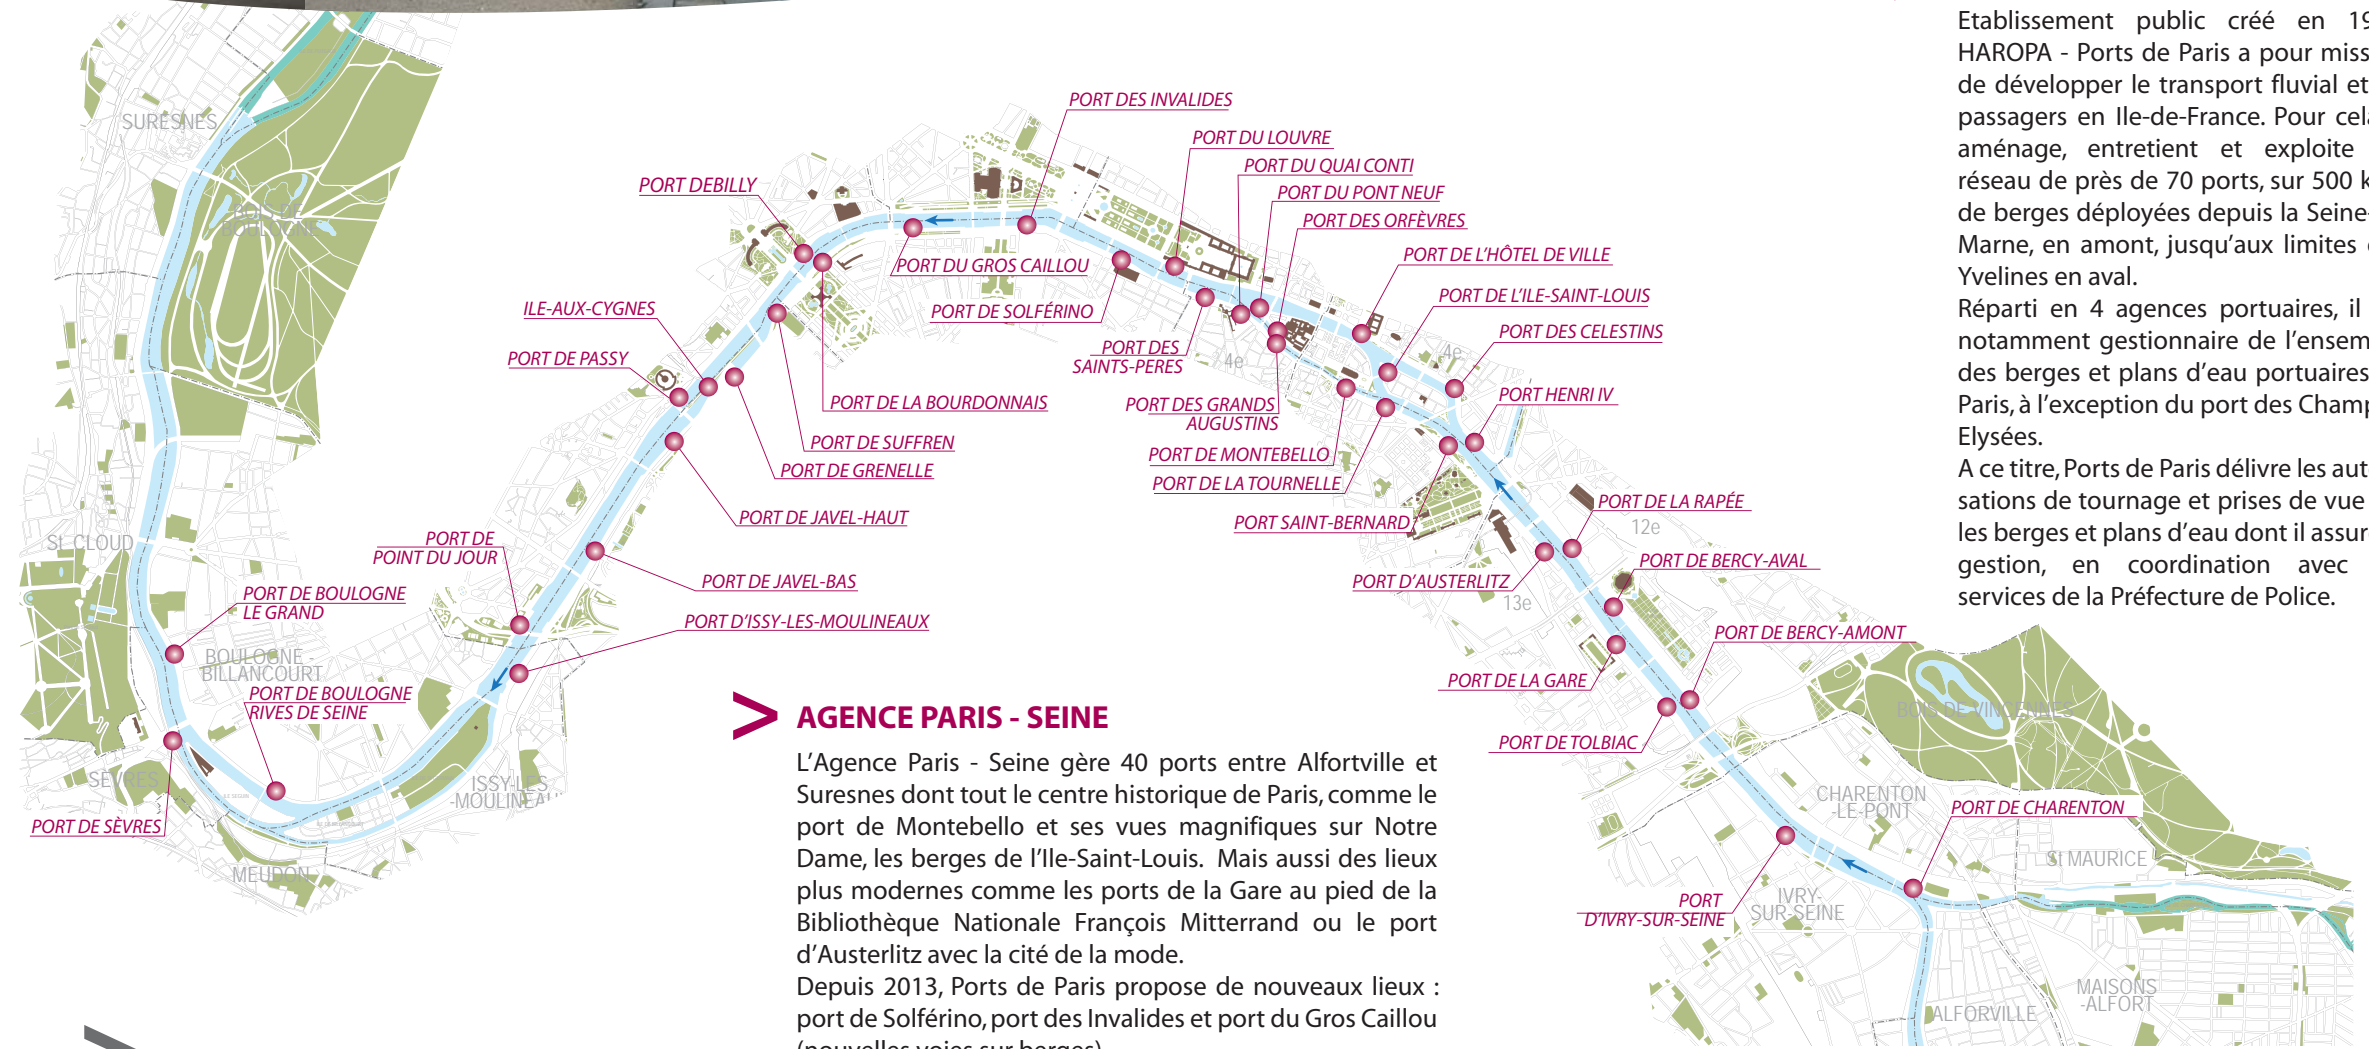 SURESNES
BOIS DE
BOULOGNE
St CLOUD
BOULOGNE -
BILLANCOURT
SEVRES
MEUDON
ISSY-LES
-MOULINEAUX
PORT DE BOULOGNE
LE GRAND
PORT DE BOULOGNE
RIVES DE SEINE
PORT DE SÈVRES
PORT DE
POINT DU JOUR
PORT D'ISSY-LES-MOULINEAUX
PORT DE JAVEL-BAS
PORT DE JAVEL-HAUT
PORT DE GRENELLE
PORT DE SUFFREN
PORT DE LA BOURDONNAIS
PORT DE PASSY
ILE-AUX-CYGNES
PORT DEBILLY
PORT DU GROS CAILLOU
PORT DES INVALIDES
PORT DE SOLFÉRINO
PORT DU LOUVRE
PORT DU QUAI CONTI
PORT DU PONT NEUF
PORT DES ORFÈVRES
PORT DE L'HÔTEL DE VILLE
PORT DE L'ILE-SAINT-LOUIS
PORT DES CELESTINS
PORT HENRI IV
PORT DES
SAINTS-PERES
4e
4e
PORT DES GRANDS
AUGUSTINS
PORT DE MONTEBELLO
PORT DE LA TOURNELLE
PORT SAINT-BERNARD
PORT DE LA RAPÉE
12e
PORT DE BERCY-AVAL
PORT D'AUSTERLITZ
13e
PORT DE BERCY-AMONT
PORT DE LA GARE
PORT DE TOLBIAC
BOIS DE VINCENNES
CHARENTON
-LE-PONT
PORT DE CHARENTON
St MAURICE
PORT
D'IVRY-SUR-SEINE
IVRY-
SUR-SEINE
MAISONS
-ALFORT
ALFORVILLE
> AGENCE PARIS - SEINE
L'Agence Paris - Seine gère 40 ports entre Alfortville et
Suresnes dont tout le centre historique de Paris, comme le
port de Montebello et ses vues magnifiques sur Notre
Dame, les berges de l'Ile-Saint-Louis. Mais aussi des lieux
plus modernes comme les ports de la Gare au pied de la
Bibliothèque Nationale François Mitterrand ou le port
d'Austerlitz avec la cité de la mode.
Depuis 2013, Ports de Paris propose de nouveaux lieux :
port de Solférino, port des Invalides et port du Gros Caillou
(nouvelles voies sur berges)
Etablissement public créé en 19
HAROPA - Ports de Paris a pour miss
de développer le transport fluvial et
passagers en Ile-de-France. Pour cela
aménage, entretient et exploite
réseau de près de 70 ports, sur 500 k
de berges déployées depuis la Seine-
Marne, en amont, jusqu'aux limites
Yvelines en aval.
Réparti en 4 agences portuaires, il
notamment gestionnaire de l'ensem
des berges et plans d'eau portuaires
Paris, à l'exception du port des Champ
Elysées.
A ce titre, Ports de Paris délivre les aut
sations de tournage et prises de vue
les berges et plans d'eau dont il assur
gestion, en coordination avec
services de la Préfecture de Police.